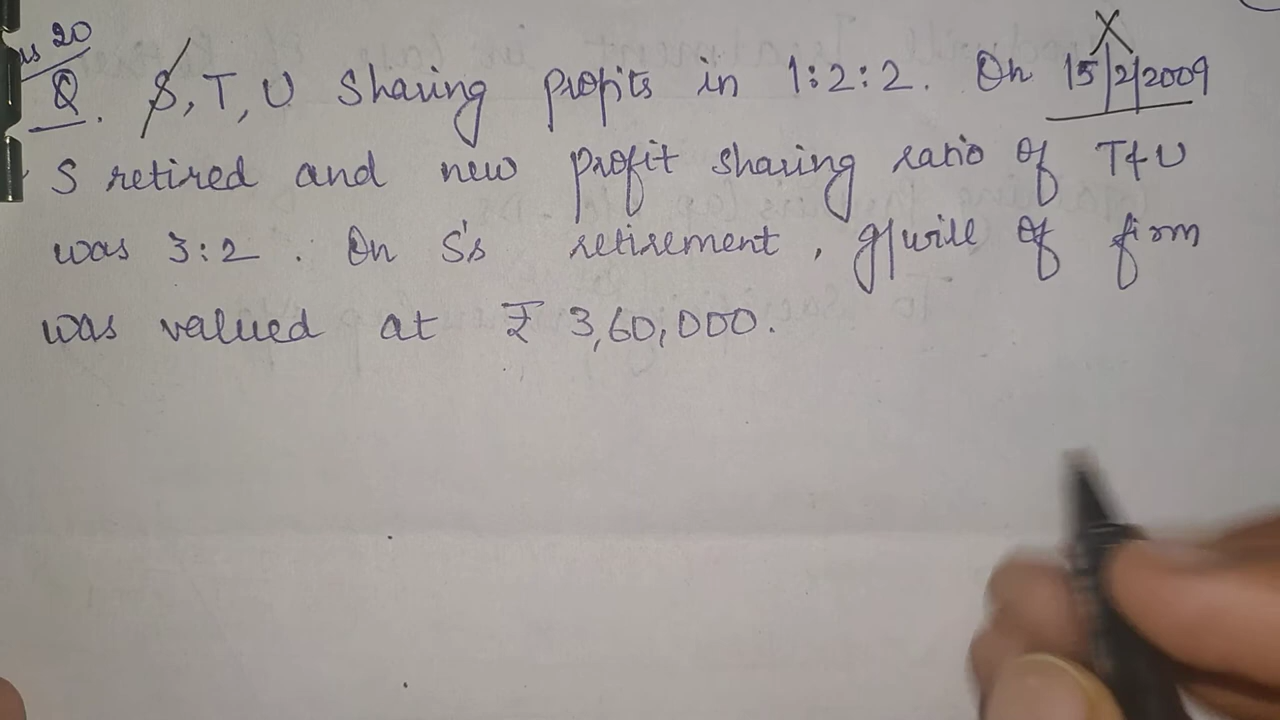 20
Q. S, T, U Sharing profits in 1:2:2. On 15/2/2009
S retired and new profit sharing ratio of T & U
was 3:2. On S's retirement, g/will of firm
was valued at ₹ 3,60,000.